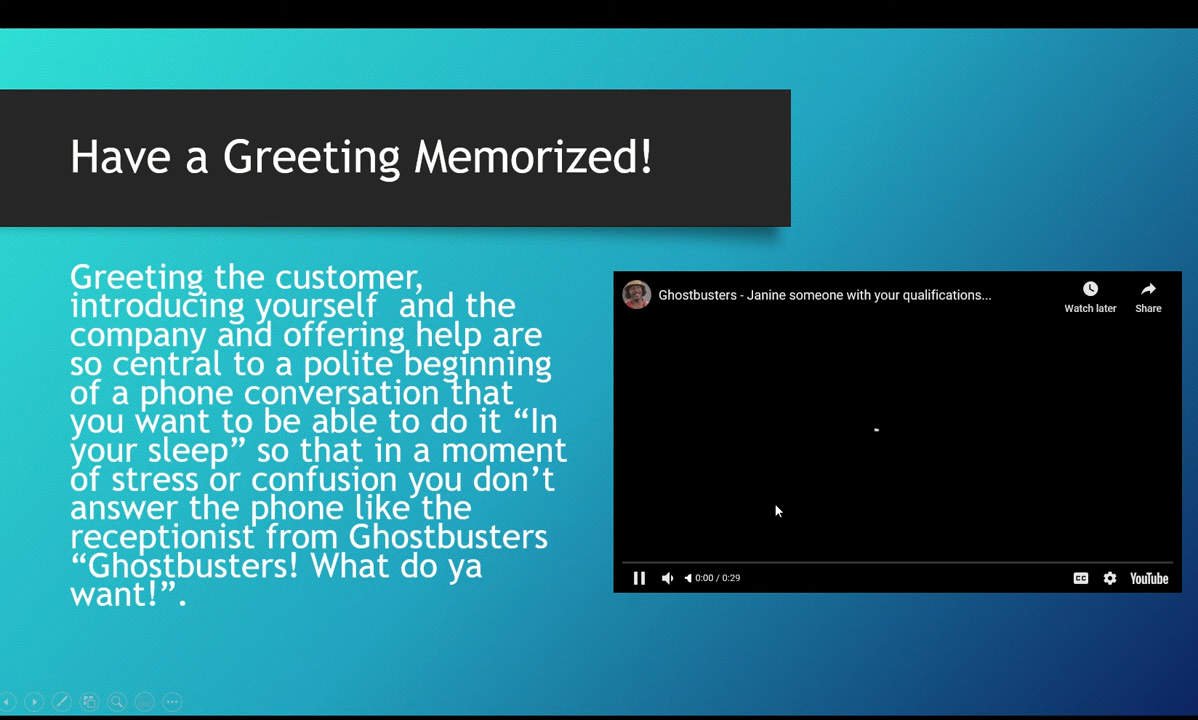 Have a Greeting Memorized!
Greeting the customer,
introducing yourself  and the
company and offering help are
so central to a polite beginning
of a phone conversation that
you want to be able to do it “In
your sleep” so that in a moment
of stress or confusion you don’t
answer the phone like the
receptionist from Ghostbusters
“Ghostbusters! What do ya
want!”.
Ghostbusters - Janine someone with your qualifications...
Watch later
Share
0:00 / 0:29
CC
YouTube